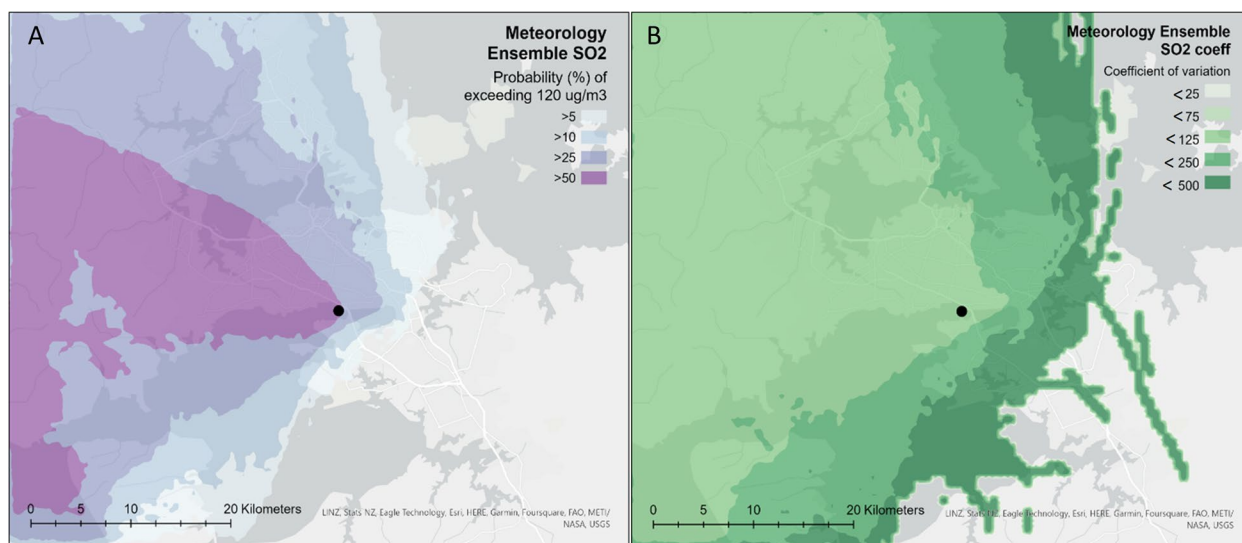 A
Meteorology
Ensemble SO2
Probability (%) of
exceeding 120 ug/m3
>5
>10
>25
>50
0 5 10 20 Kilometers
LINZ, Stats NZ, Eagle Technology, Esri, HERE, Garmin, Foursquare, FAO, METI/
NASA, USGS
B
Meteorology Ensemble
SO2 coeff
Coefficient of variation
< 25
< 75
< 125
< 250
< 500
0 5 10 20 Kilometers
LINZ, Stats NZ, Eagle Technology, Esri, HERE, Garmin, Foursquare, FAO, METI/
NASA, USGS